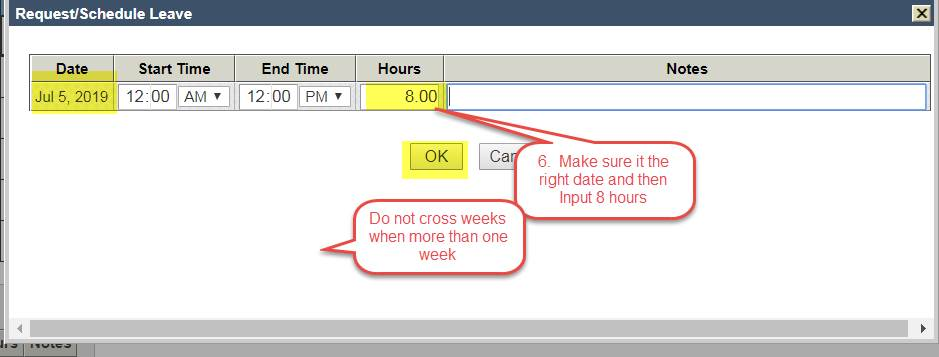 Request/Schedule Leave
Date Start Time End Time Hours Notes
Jul 5, 2019 12:00 AM 12:00 PM 8.00
OK
6. Make sure it the
right date and then
Input 8 hours
Do not cross weeks
when more than one
week
Notes